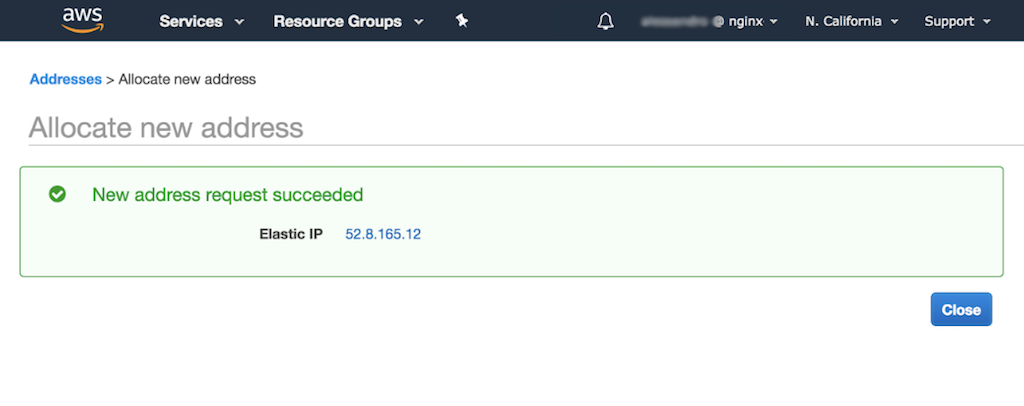 aws Services Resource Groups @ nginx N. California Support
Addresses > Allocate new address
Allocate new address
New address request succeeded
Elastic IP 52.8.165.12
Close